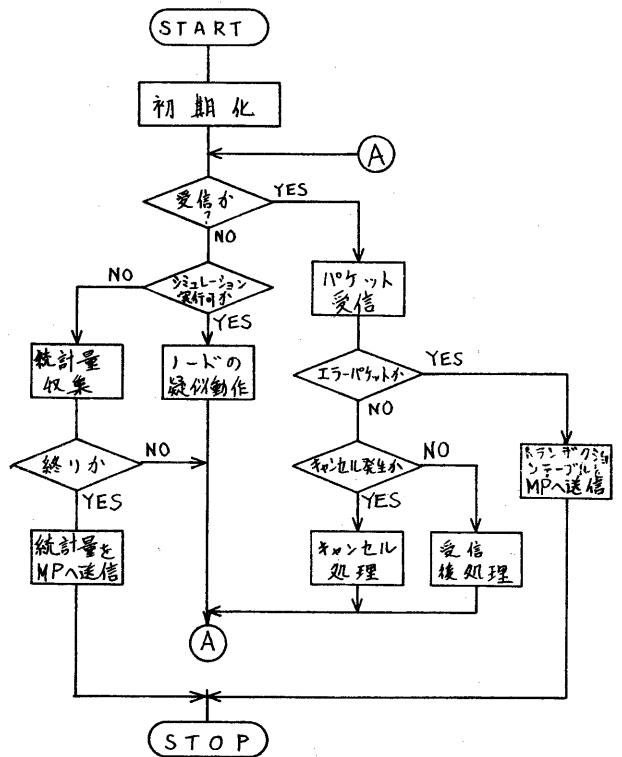 START
初期化
A
受信か
?
YES
NO
シミュレーション
実行可か
NO
YES
パケット
受信
統計量
収集
ノードの
疑似動作
エラーパケットか
YES
NO
終りか
NO
YES
キャンセル発生か
NO
YES
トランザクショ
ンテーブルを
MPへ送信
統計量を
MPへ送信
キャンセル
処理
受信
後処理
A
STOP